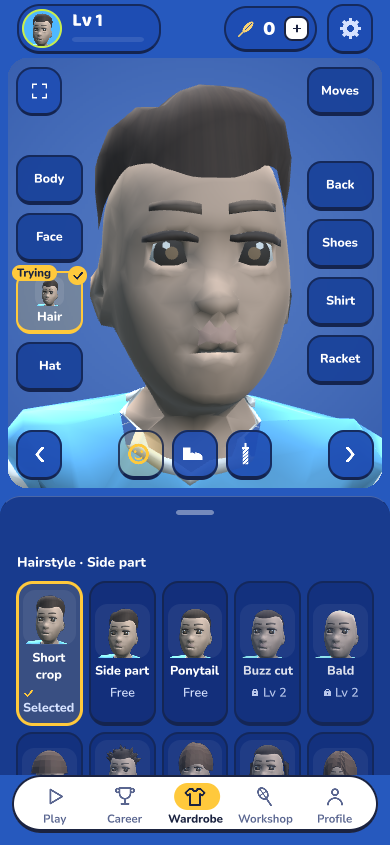 Lv 1
0
+
Moves
Body
Back
Face
Shoes
Trying
Hair
Shirt
Hat
Racket
Hairstyle · Side part
Short
crop
✓
Selected
Side part
Free
Ponytail
Free
Buzz cut
Lv 2
Bald
Lv 2
Play
Career
Wardrobe
Workshop
Profile